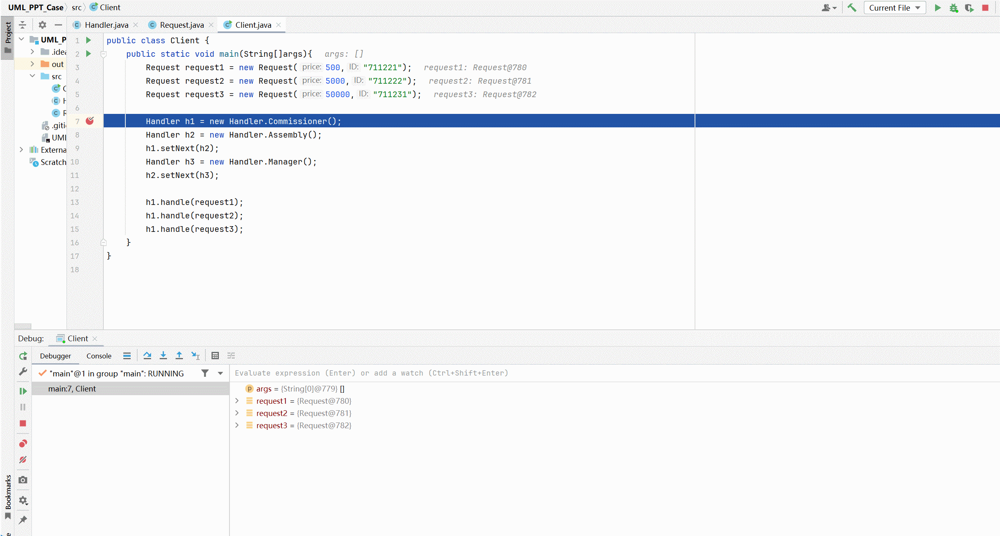 UML_PPT_Case src Client
Current File
Project
Handler.java Request.java Client.java
UML_P
.idea
out
src
C
H
R
.giti
UML
Externa
Scratch
1 public class Client {
2 public static void main(String[]args){ args: []
3 Request request1 = new Request( price: 500, ID: "711221"); request1: Request@780
4 Request request2 = new Request( price: 5000, ID: "711222"); request2: Request@781
5 Request request3 = new Request( price: 50000, ID: "711231"); request3: Request@782
6
7 Handler h1 = new Handler.Commissioner();
8 Handler h2 = new Handler.Assembly();
9 h1.setNext(h2);
10 Handler h3 = new Handler.Manager();
11 h2.setNext(h3);
12
13 h1.handle(request1);
14 h1.handle(request2);
15 h1.handle(request3);
16 }
17 }
18
Debug: Client
Debugger Console
"main"@1 in group "main": RUNNING
main:7, Client
Evaluate expression (Enter) or add a watch (Ctrl+Shift+Enter)
args = {String[0]@779} []
request1 = {Request@780}
request2 = {Request@781}
request3 = {Request@782}
Bookmarks